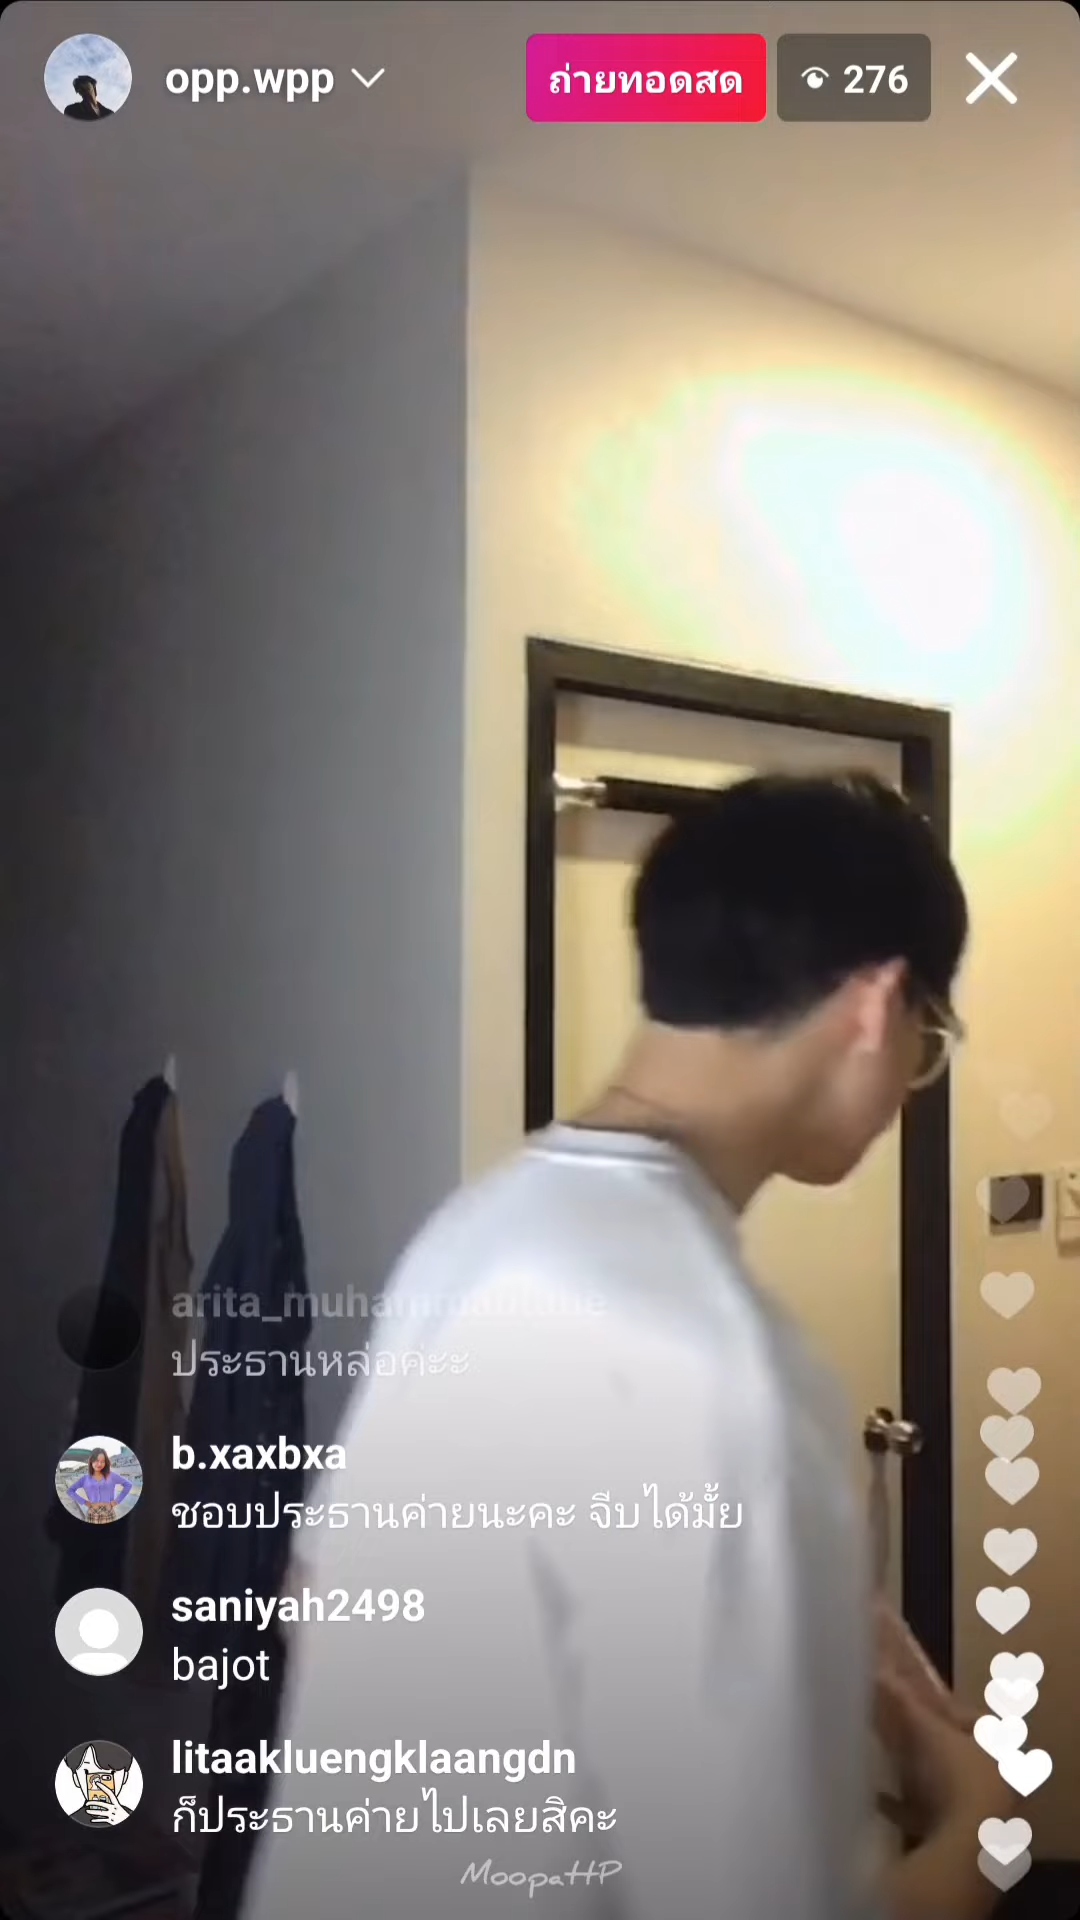 opp.wpp
ถ่ายทอดสด
276
ประธานหล่อค่ะะ
b.xaxbxa
ชอบประธานค่ายนะคะ จีบได้มั้ย
saniyah2498
bajot
litaakluengklaangdn
ก็ประธานค่ายไปเลยสิคะ
MoopaHP